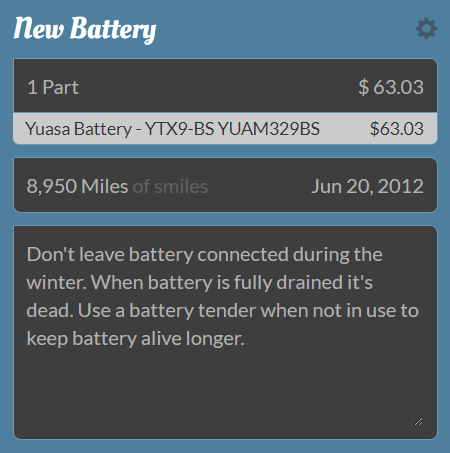 New Battery
1 Part $ 63.03
Yuasa Battery - YTX9-BS YUAM329BS $63.03
8,950 Miles of smiles Jun 20, 2012
Don't leave battery connected during the
winter. When battery is fully drained it's
dead. Use a battery tender when not in use to
keep battery alive longer.